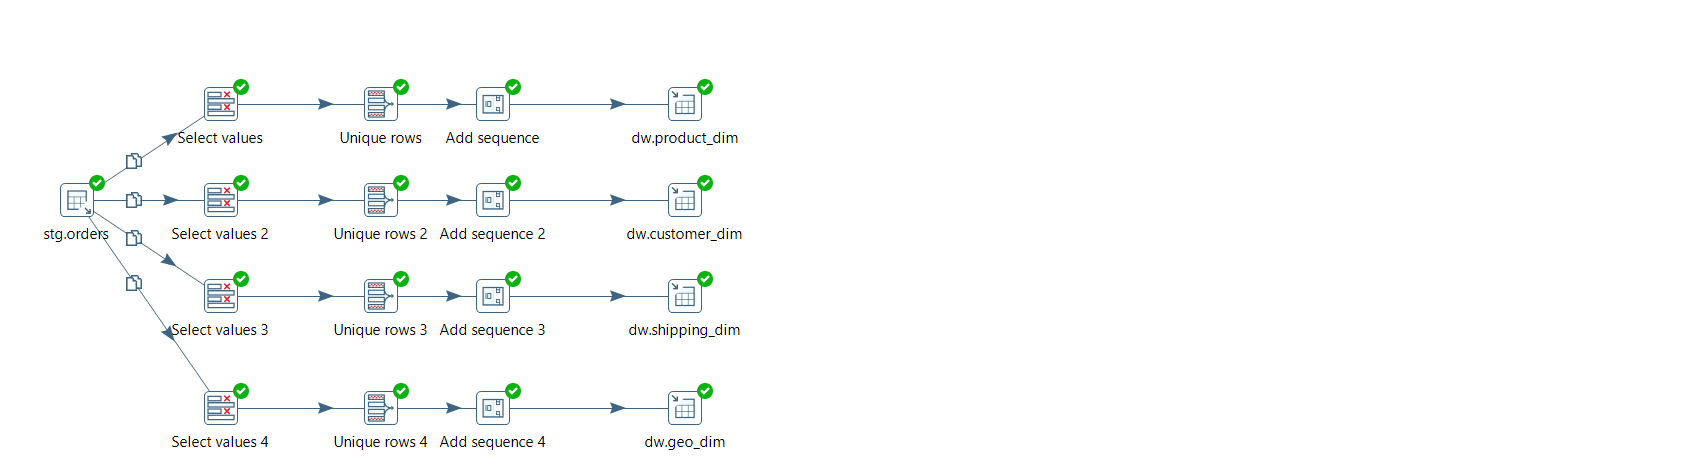 Select values
Unique rows
Add sequence
dw.product_dim
stg.orders
Select values 2
Unique rows 2
Add sequence 2
dw.customer_dim
Select values 3
Unique rows 3
Add sequence 3
dw.shipping_dim
Select values 4
Unique rows 4
Add sequence 4
dw.geo_dim